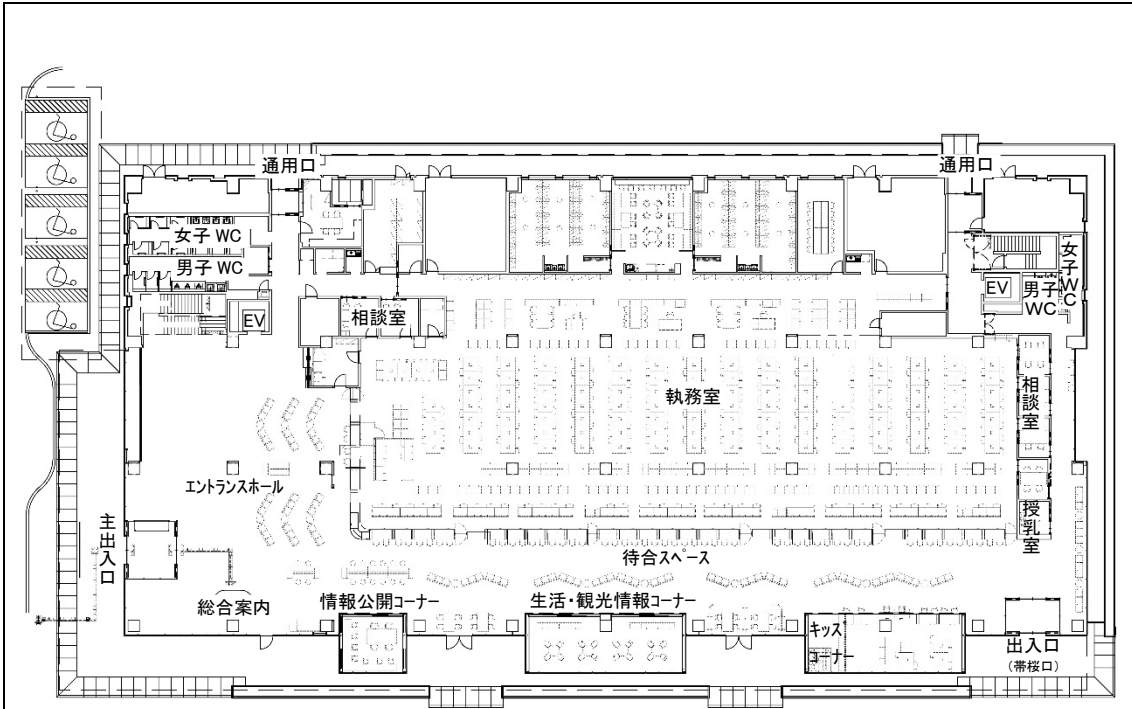 通用口
通用口
女子 WC
男子 WC
EV
相談室
EV
男子
WC
女子WC
執務室
相談室
エントランスホール
授乳室
主出入口
待合スペース
総合案内
情報公開コーナー
生活・観光情報コーナー
キッズ
コーナー
出入口
(帯桜口)